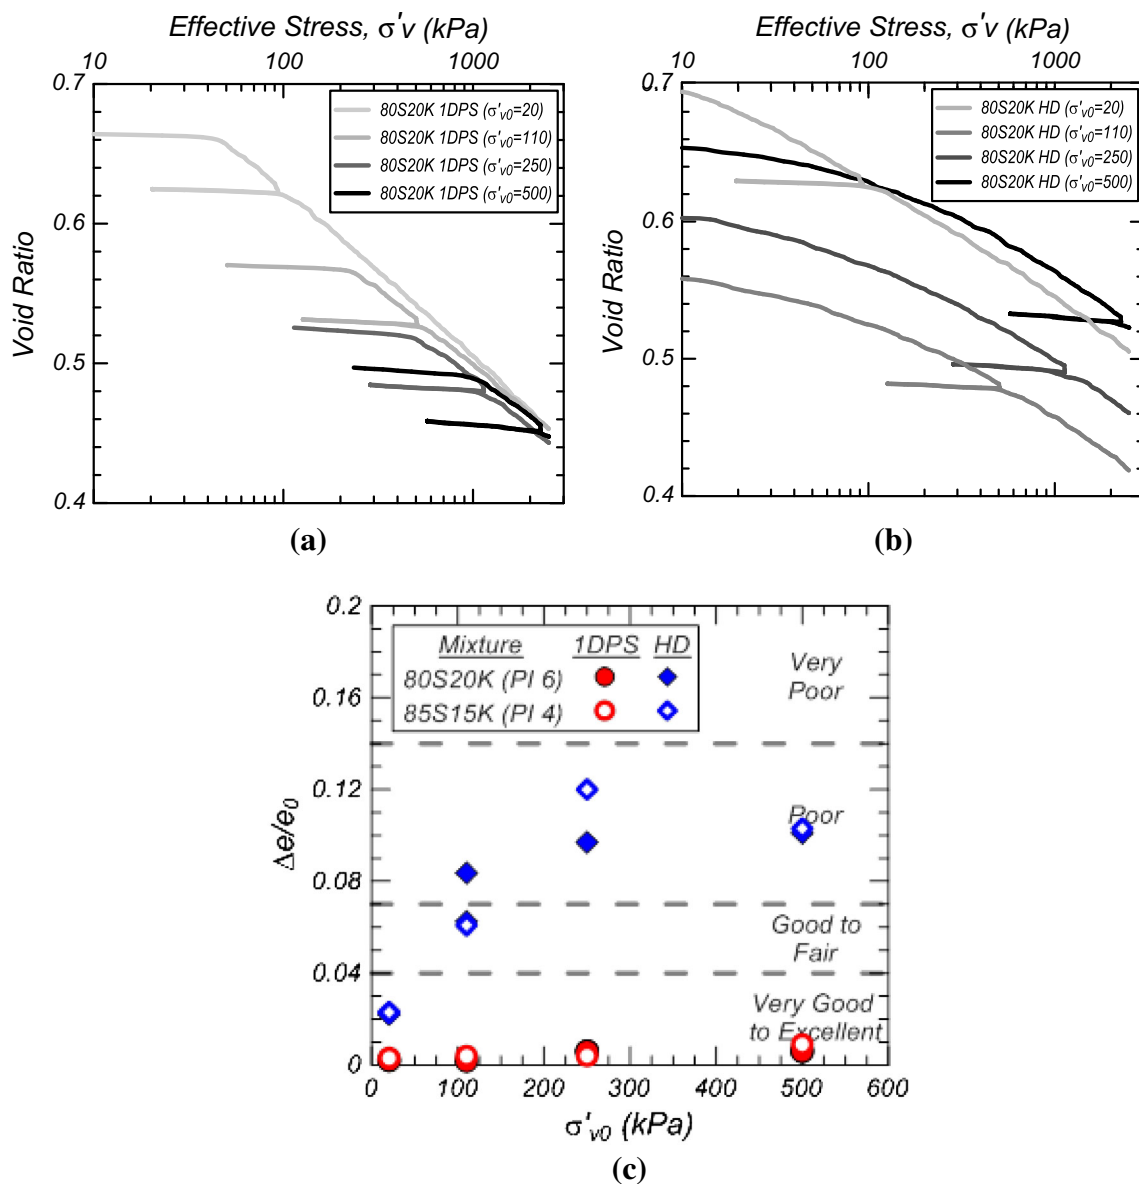 Effective Stress, σ'v (kPa)
10 100 1000
0.7
0.6
0.5
0.4
Void Ratio
80S20K 1DPS (σ'v0=20)
80S20K 1DPS (σ'v0=110)
80S20K 1DPS (σ'v0=250)
80S20K 1DPS (σ'v0=500)
(a)
Effective Stress, σ'v (kPa)
10 100 1000
0.7
0.6
0.5
0.4
Void Ratio
80S20K HD (σ'v0=20)
80S20K HD (σ'v0=110)
80S20K HD (σ'v0=250)
80S20K HD (σ'v0=500)
(b)
0.2
0.16
0.12
0.08
0.04
0
Δe/e0
Mixture 1DPS HD
80S20K (PI 6)
85S15K (PI 4)
Very
Poor
Poor
Good to
Fair
Very Good
to Excellent
0 100 200 300 400 500 600
σ'v0 (kPa)
(c)